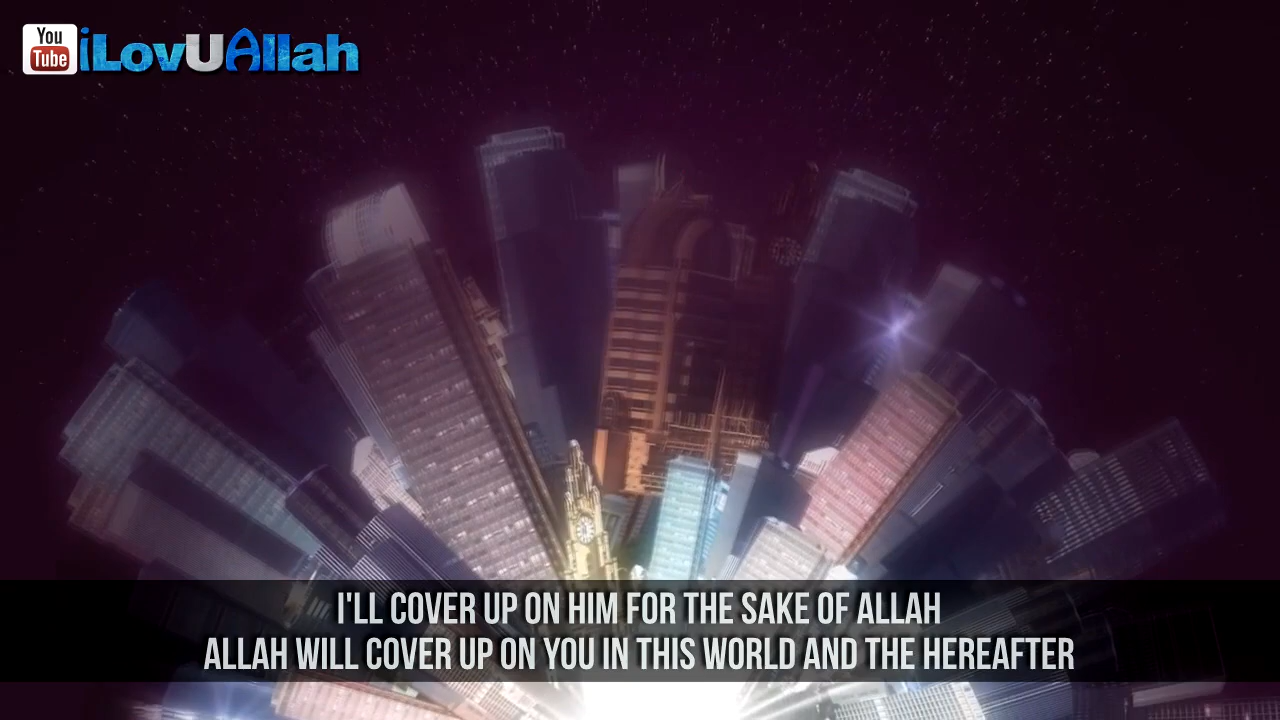 You
Tube
iLovUAllah
I'LL COVER UP ON HIM FOR THE SAKE OF ALLAH
ALLAH WILL COVER UP ON YOU IN THIS WORLD AND THE HEREAFTER